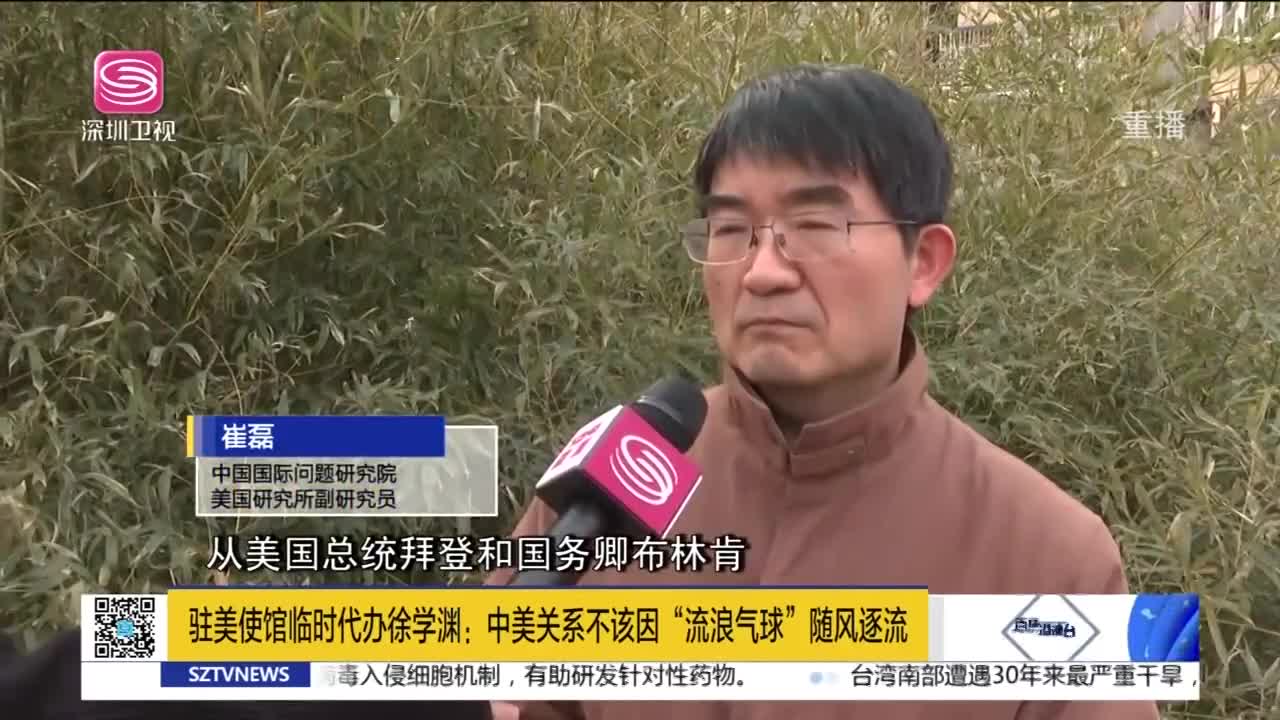 深圳卫视
重播
崔磊
中国国际问题研究院
美国研究所副研究员
从美国总统拜登和国务卿布林肯
驻美使馆临时代办徐学渊：中美关系不该因“流浪气球”随风逐流
直播港澳台
SZTVNEWS
毒入侵细胞机制，有助研发针对性药物。
台湾南部遭遇30年来最严重干旱，